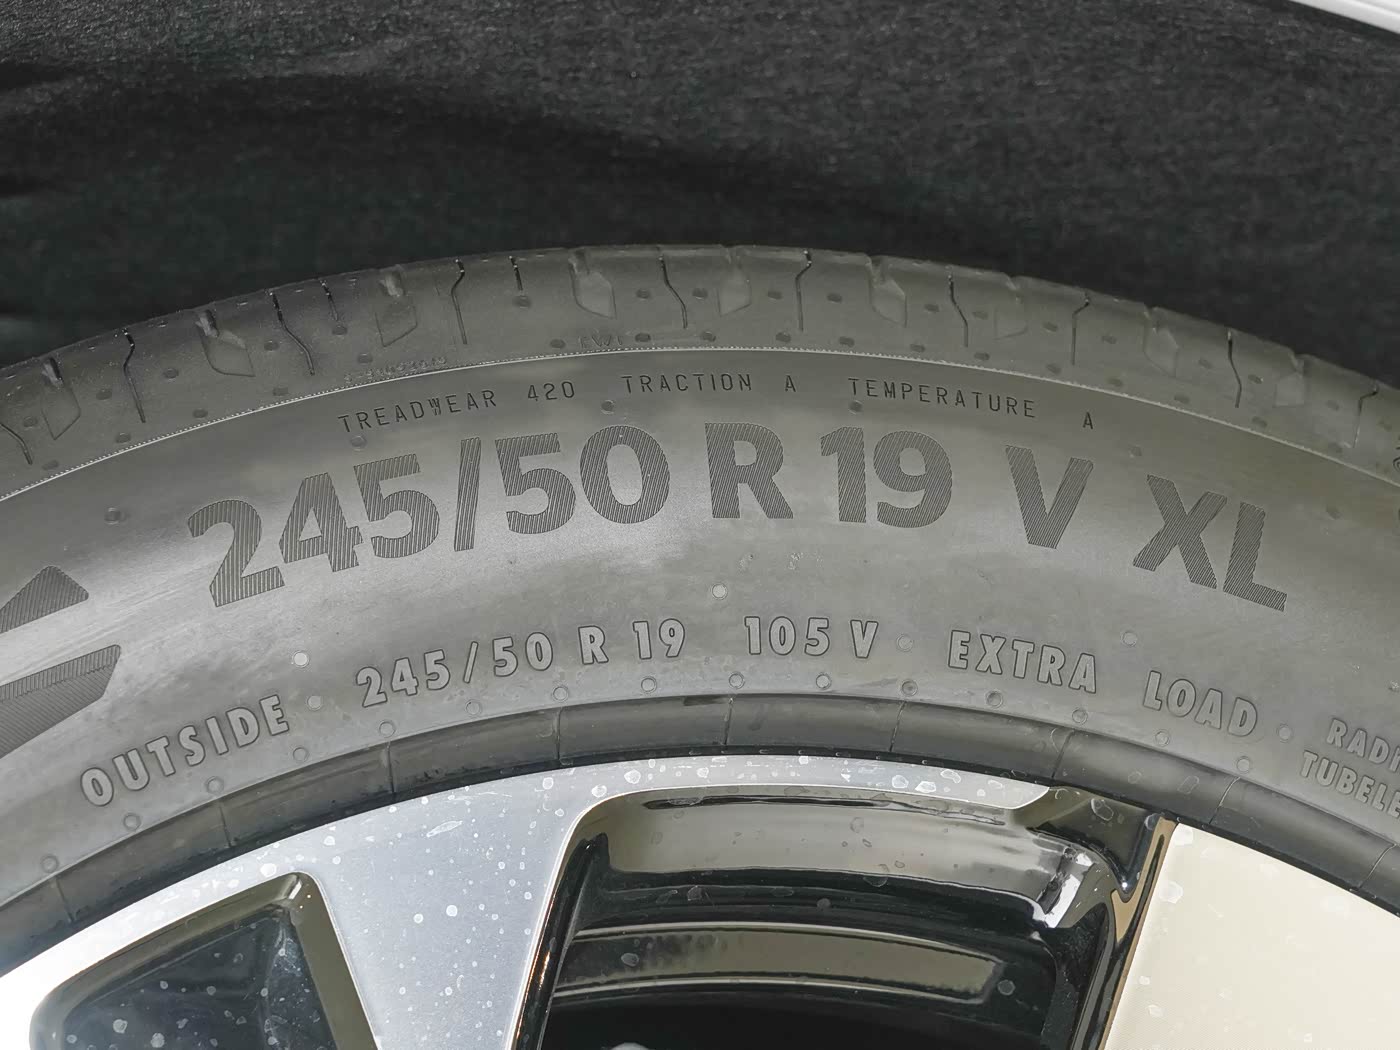 TREADWEAR 420 TRACTION A TEMPERATURE A
245/50 R 19 V XL
OUTSIDE 245/50 R 19 105 V EXTRA LOAD